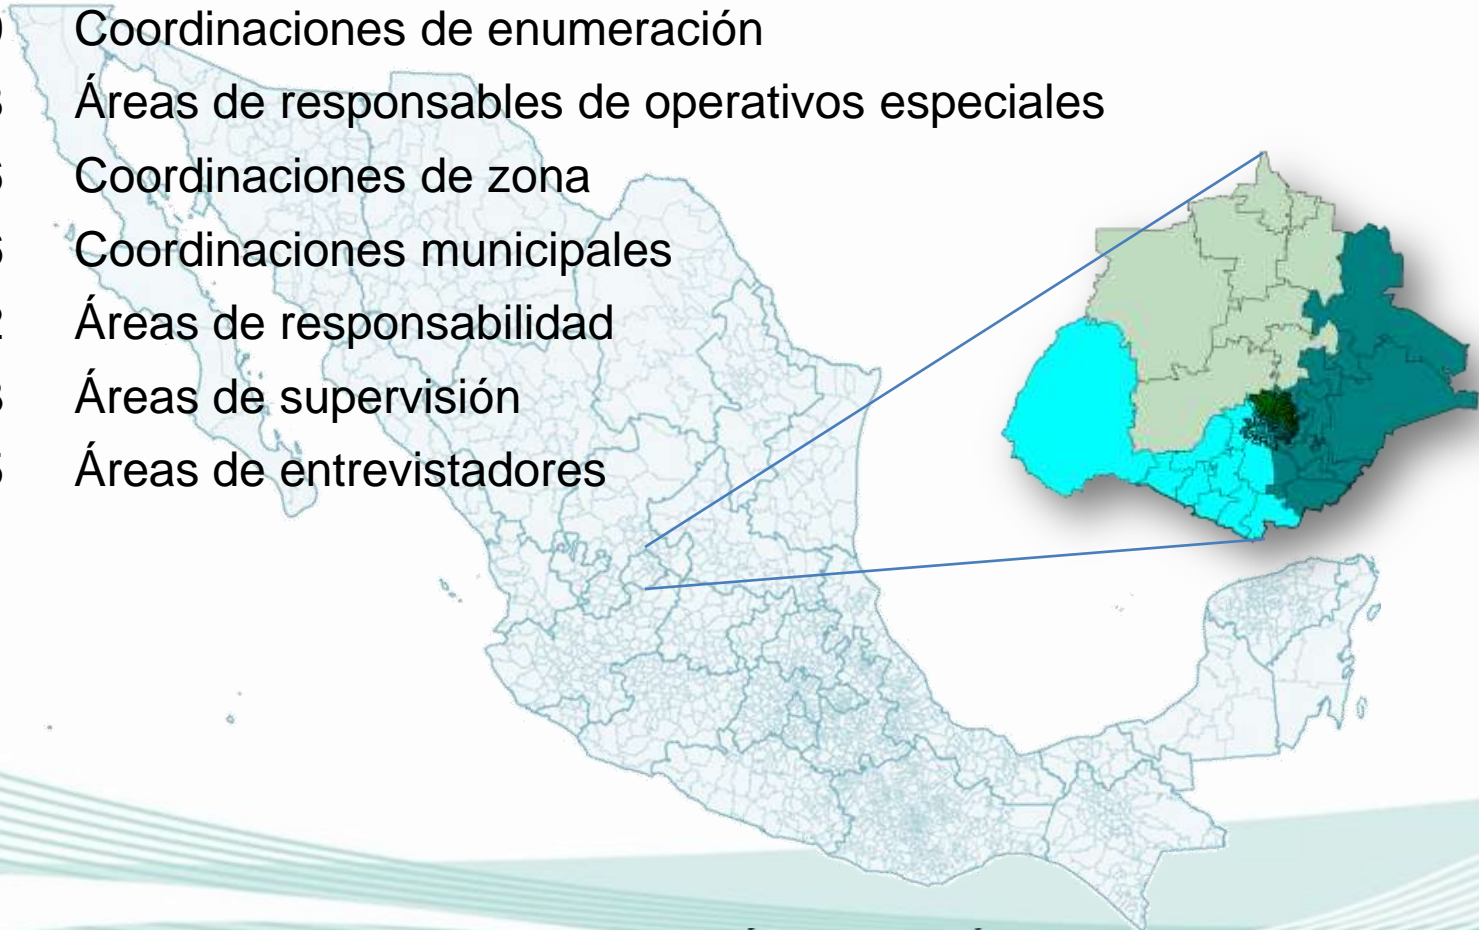 Coordinaciones de enumeración
Áreas de responsables de operativos especiales
Coordinaciones de zona
Coordinaciones municipales
Áreas de responsabilidad
Áreas de supervisión
Áreas de entrevistadores